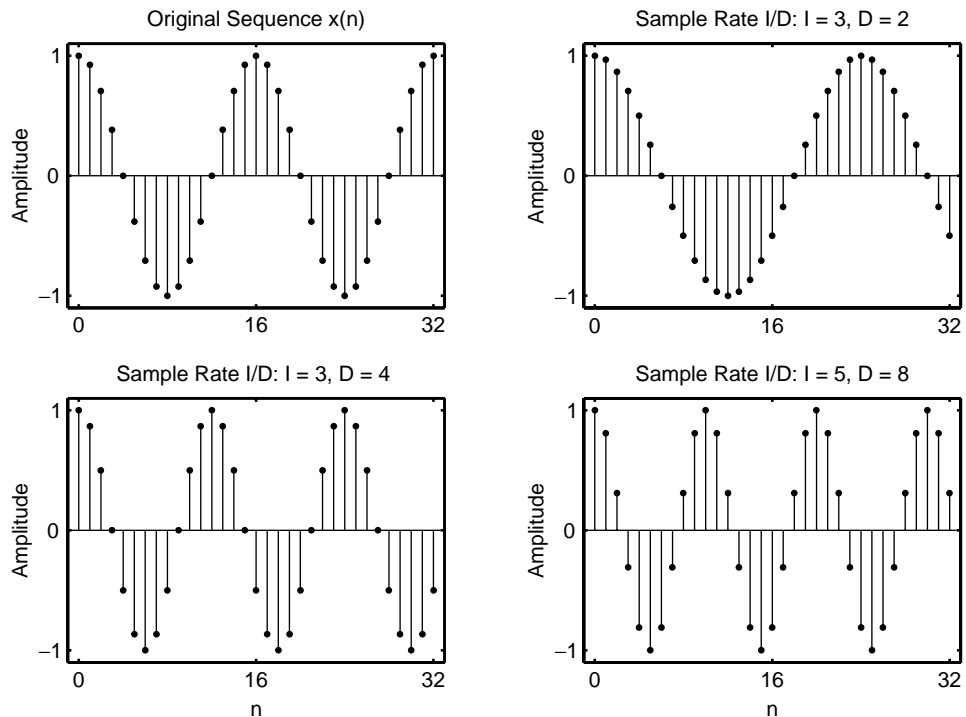 Original Sequence x(n)
Amplitude
1
0
−1
0
16
32
Sample Rate I/D: I = 3, D = 2
Amplitude
1
0
−1
0
16
32
Sample Rate I/D: I = 3, D = 4
Amplitude
1
0
−1
0
16
32
n
Sample Rate I/D: I = 5, D = 8
Amplitude
1
0
−1
0
16
32
n